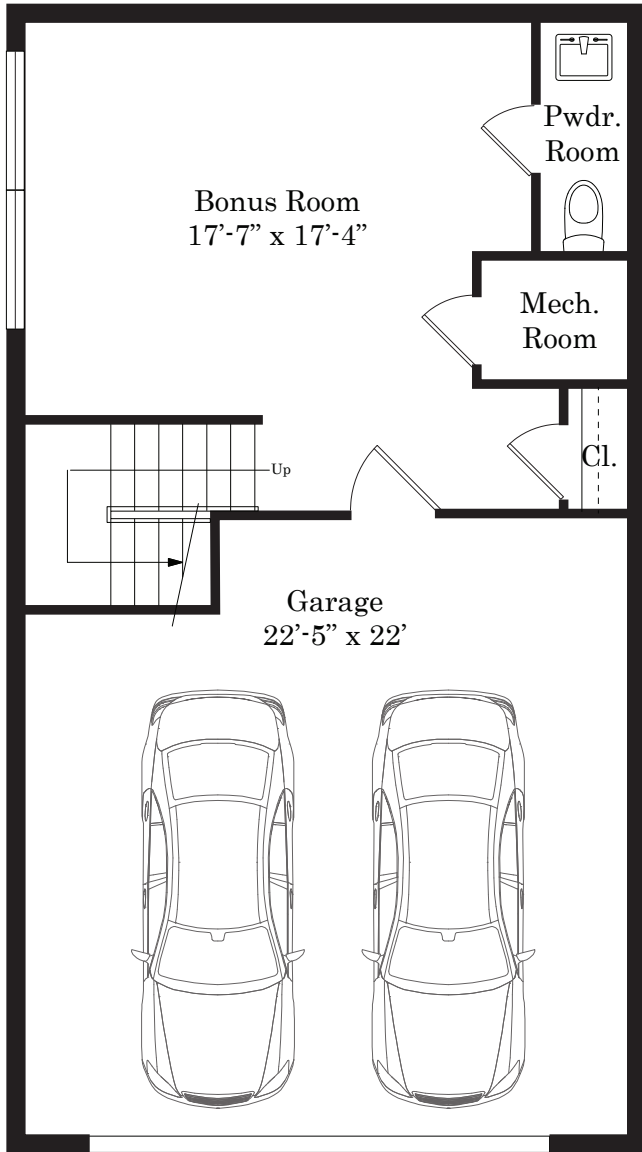 Pwdr.
Room
Bonus Room
17’-7” x 17’-4”
Mech.
Room
Cl.
Up
Garage
22’-5” x 22’